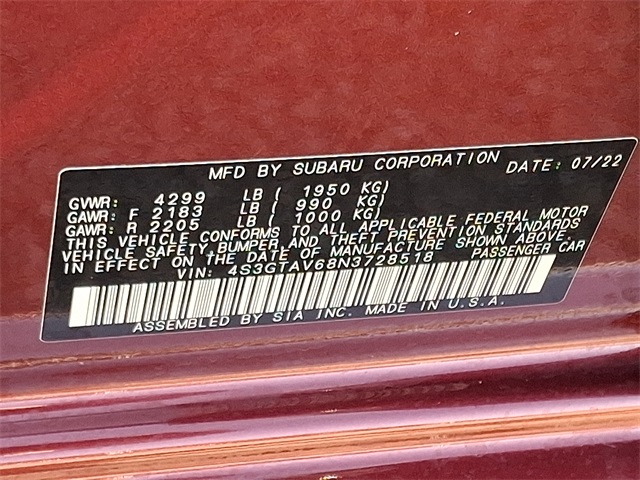 MFD BY SUBARU CORPORATION DATE: 07/22
GVWR: 4299 LB ( 1950 KG)
GAWR: F 2183 LB ( 990 KG)
GAWR: R 2205 LB ( 1000 KG)
THIS VEHICLE CONFORMS TO ALL APPLICABLE FEDERAL MOTOR
VEHICLE SAFETY,BUMPER,AND THEFT PREVENTION STANDARDS
IN EFFECT ON THE DATE OF MANUFACTURE SHOWN ABOVE.
VIN: 4S3GTAV68N3728518 PASSENGER CAR
ASSEMBLED BY SIA INC. MADE IN U.S.A.